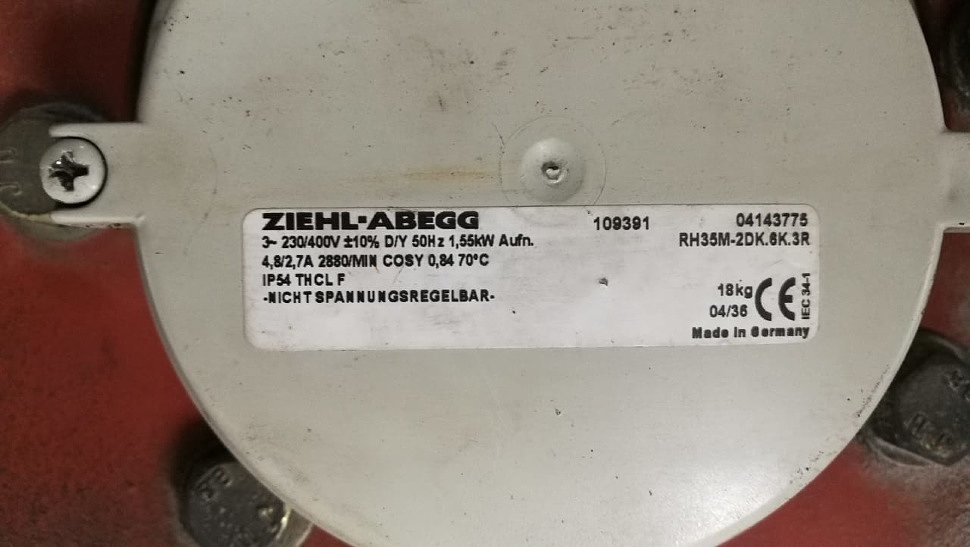 ZIEHL-ABEGG 109391 04143775
3~ 230/400V ±10% D/Y 50Hz 1,55kW Aufn. RH35M-2DK.6K.3R
4,8/2,7A 2880/MIN COSY 0,84 70°C
IP54 THCL F
-NICHT SPANNUNGSREGELBAR- 18kg CE IEC 34-1
04/36
Made in Germany